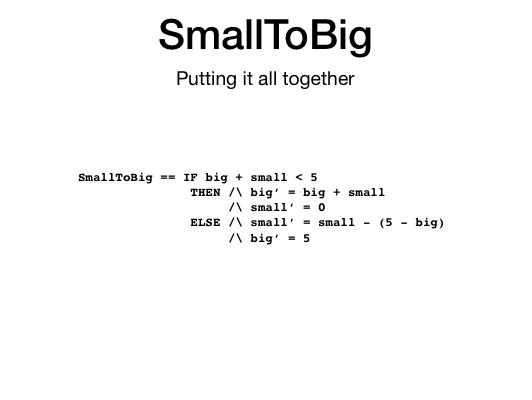 SmallToBig
Putting it all together
SmallToBig == IF big + small < 5
THEN /\ big’ = big + small
/\ small’ = 0
ELSE /\ small’ = small - (5 - big)
/\ big’ = 5